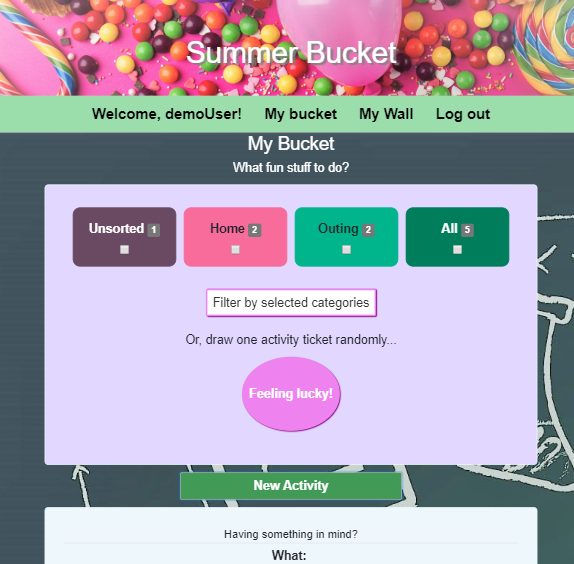 Summer Bucket
Welcome, demoUser! My bucket My Wall Log out
My Bucket
What fun stuff to do?
Unsorted 1 Home 2 Outing 2 All 5
Filter by selected categories
Or, draw one activity ticket randomly...
Feeling lucky!
New Activity
Having something in mind?
What: